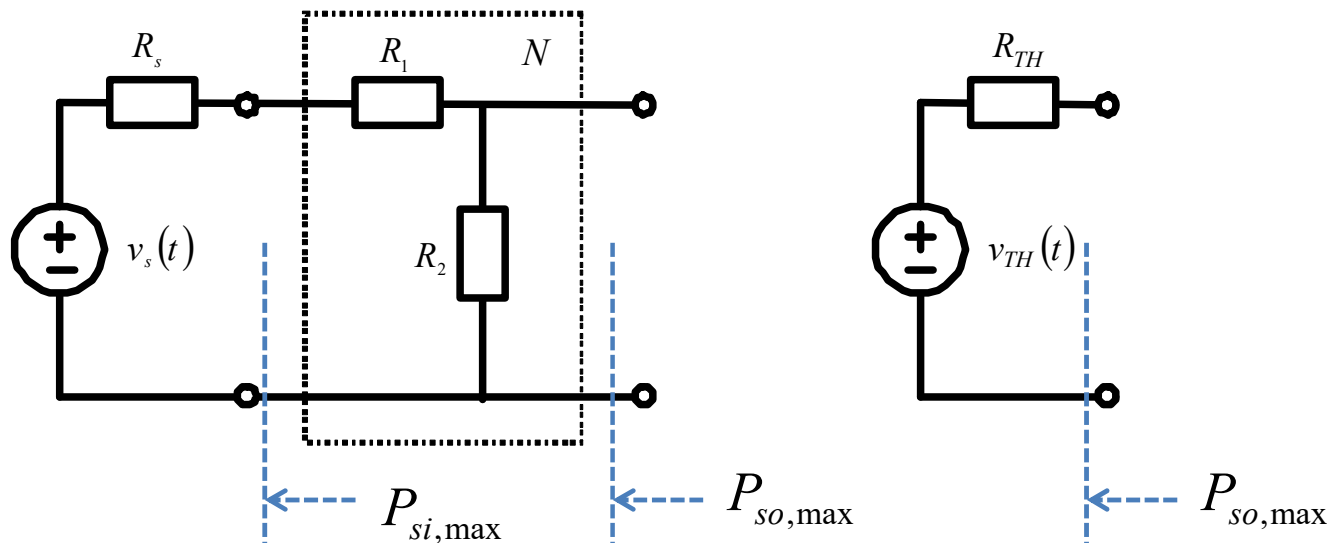 R_s
R_1
N
R_TH
+
−
v_s(t)
R_2
+
−
v_TH(t)
P_si,max
P_so,max
P_so,max